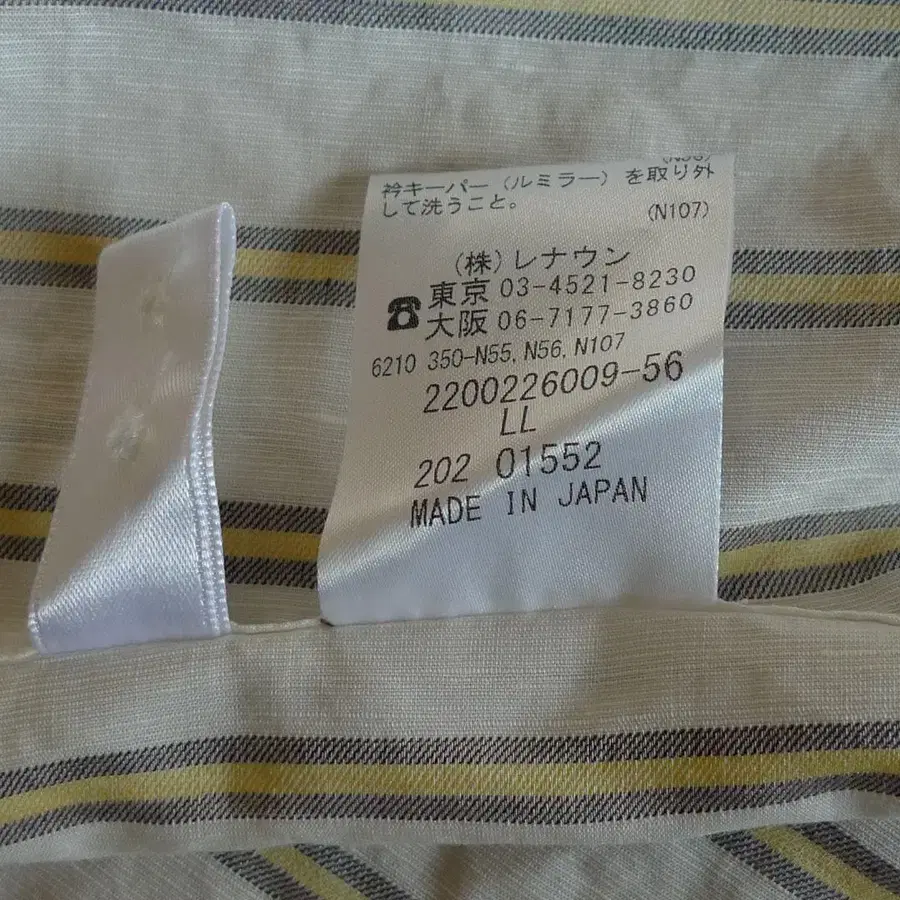 衿キーパー（ルミラー）を取り外
して洗うこと。
(N107)
（株）レナウン
☎東京 03-4521-8230
大阪 06-7177-3860
6210 350-N55, N56, N107
2200226009-56
LL
202 01552
MADE IN JAPAN